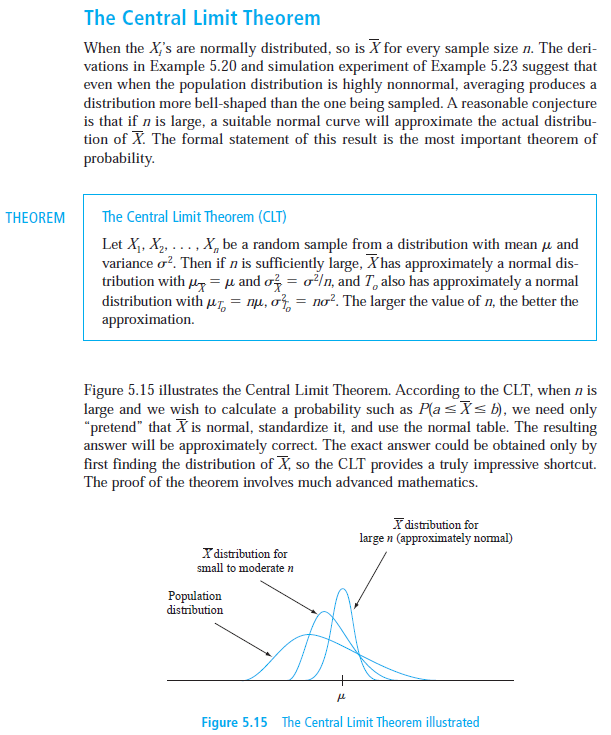 The Central Limit Theorem
When the Xᵢ's are normally distributed, so is X̅ for every sample size n. The deri-
vations in Example 5.20 and simulation experiment of Example 5.23 suggest that
even when the population distribution is highly nonnormal, averaging produces a
distribution more bell-shaped than the one being sampled. A reasonable conjecture
is that if n is large, a suitable normal curve will approximate the actual distribu-
tion of X̅. The formal statement of this result is the most important theorem of
probability.
THEOREM
The Central Limit Theorem (CLT)
Let X₁, X₂, . . . , Xₙ be a random sample from a distribution with mean μ and
variance σ². Then if n is sufficiently large, X̅ has approximately a normal dis-
tribution with μ_X̅ = μ and σ²_X̅ = σ²/n, and Tₒ also has approximately a normal
distribution with μ_Tₒ = nμ, σ²_Tₒ = nσ². The larger the value of n, the better the
approximation.
Figure 5.15 illustrates the Central Limit Theorem. According to the CLT, when n is
large and we wish to calculate a probability such as P(a ≤ X̅ ≤ b), we need only
"pretend" that X̅ is normal, standardize it, and use the normal table. The resulting
answer will be approximately correct. The exact answer could be obtained only by
first finding the distribution of X̅, so the CLT provides a truly impressive shortcut.
The proof of the theorem involves much advanced mathematics.
X̅ distribution for
large n (approximately normal)
X̅ distribution for
small to moderate n
Population
distribution
μ
Figure 5.15 The Central Limit Theorem illustrated